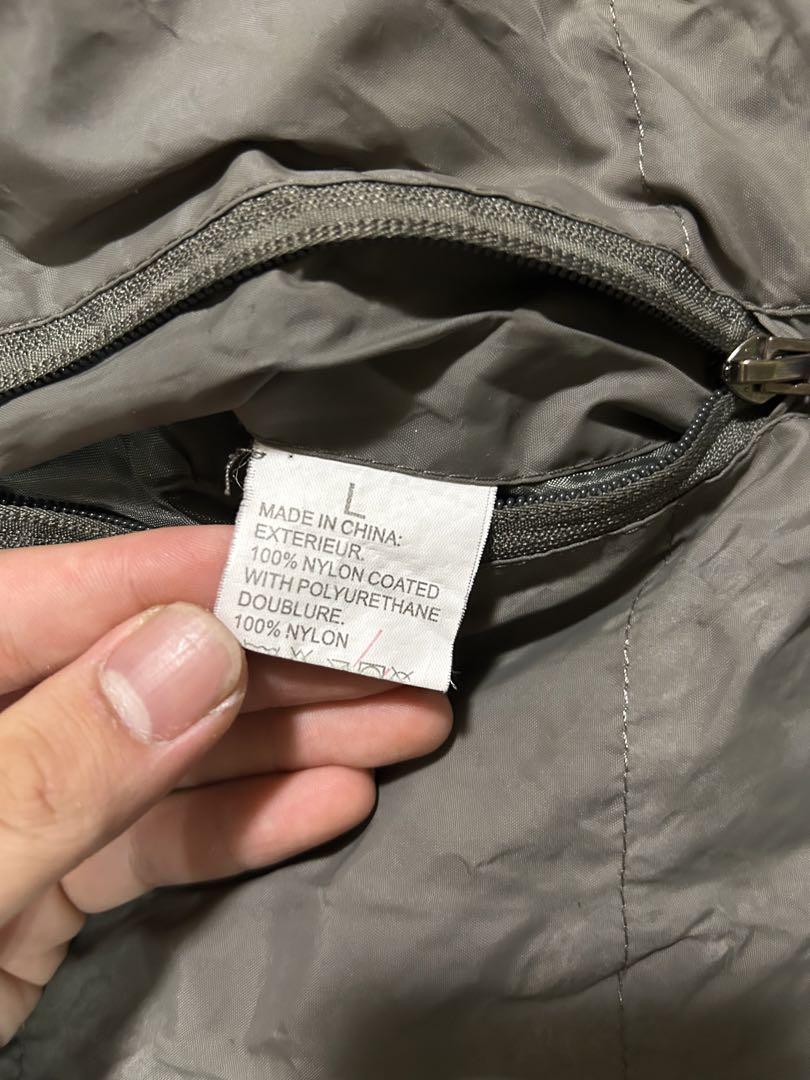 L
MADE IN CHINA:
EXTERIEUR.
100% NYLON COATED
WITH POLYURETHANE
DOUBLURE.
100% NYLON